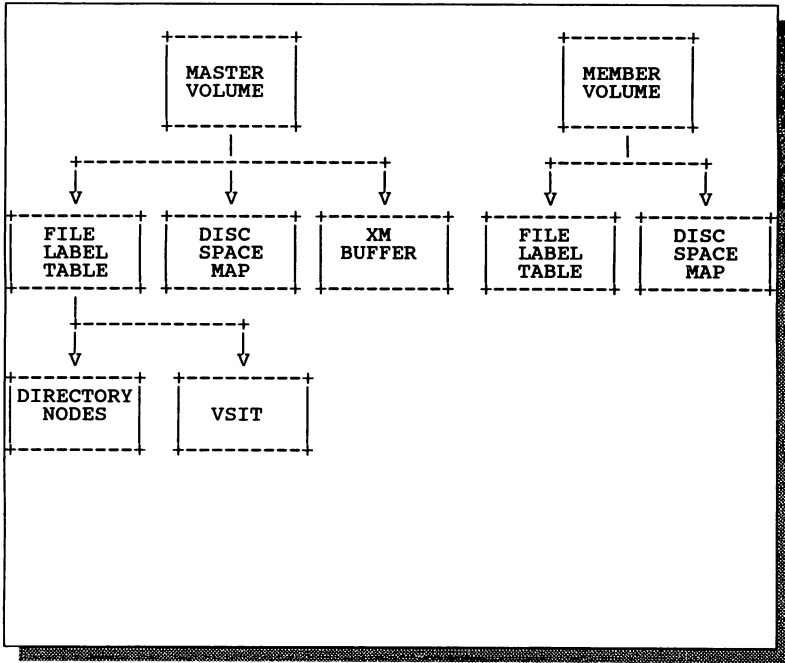 MASTER
VOLUME
MEMBER
VOLUME
FILE
LABEL
TABLE
DISC
SPACE
MAP
XM
BUFFER
FILE
LABEL
TABLE
DISC
SPACE
MAP
DIRECTORY
NODES
VSIT